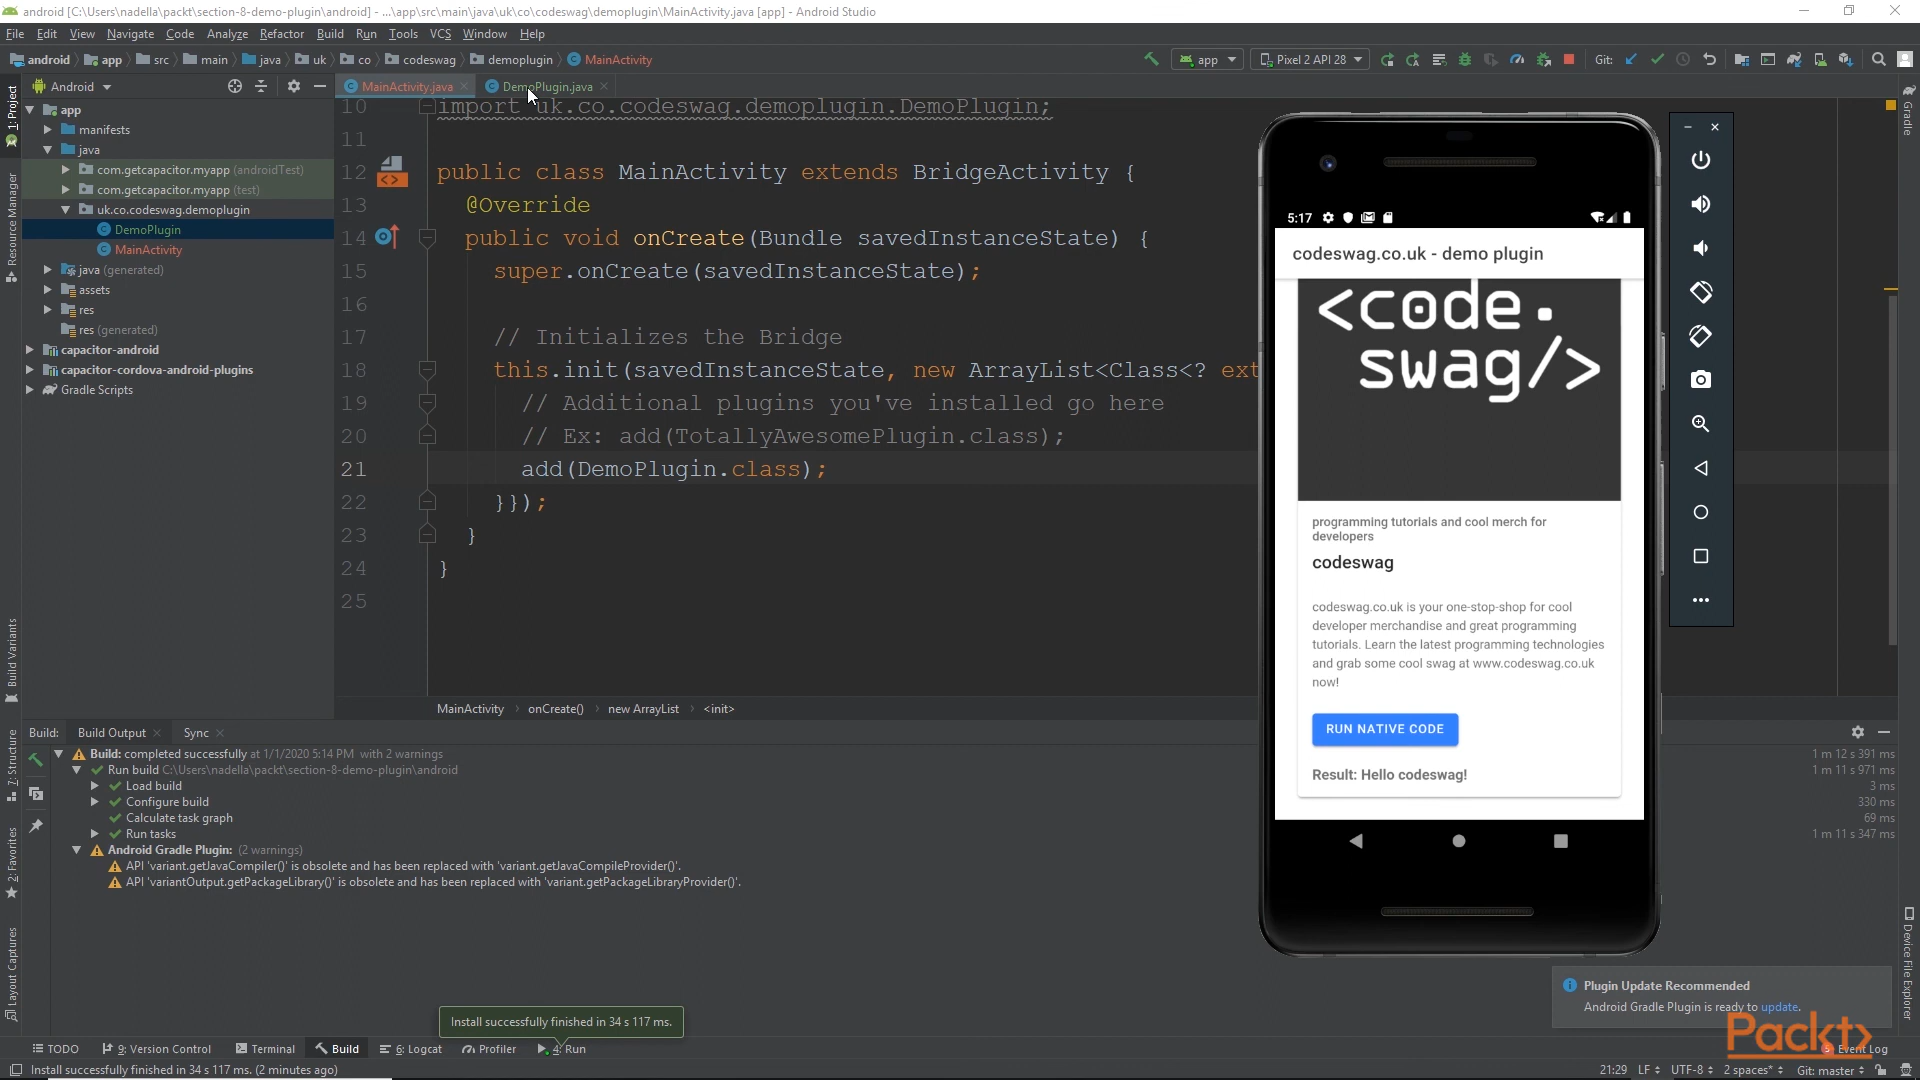 android [C:\Users\nadella\packt\section-8-demo-plugin\android] - ...\app\src\main\java\uk\co\codeswag\demoplugin\MainActivity.java [app] - Android Studio
File Edit View Navigate Code Analyze Refactor Build Run Tools VCS Window Help
android app src main java uk co codeswag demoplugin MainActivity
app Pixel 2 API 28 Git:
Android
MainActivity.java DemoPlugin.java
1: Project
Resource Manager
Build Variants
7: Structure
2: Favorites
Layout Captures
app
manifests
java
com.getcapacitor.myapp (androidTest)
com.getcapacitor.myapp (test)
uk.co.codeswag.demoplugin
DemoPlugin
MainActivity
java (generated)
assets
res
res (generated)
capacitor-android
capacitor-cordova-android-plugins
Gradle Scripts
10 import uk.co.codeswag.demoplugin.DemoPlugin;
11
12 public class MainActivity extends BridgeActivity {
13 @Override
14 public void onCreate(Bundle savedInstanceState) {
15 super.onCreate(savedInstanceState);
16
17 // Initializes the Bridge
18 this.init(savedInstanceState, new ArrayList<Class<? ext
19 // Additional plugins you've installed go here
20 // Ex: add(TotallyAwesomePlugin.class);
21 add(DemoPlugin.class);
22 }});
23 }
24 }
25
MainActivity onCreate() new ArrayList <init>
5:17
codeswag.co.uk - demo plugin
<code.
swag/>
programming tutorials and cool merch for
developers
codeswag
codeswag.co.uk is your one-stop-shop for cool
developer merchandise and great programming
tutorials. Learn the latest programming technologies
and grab some cool swag at www.codeswag.co.uk
now!
RUN NATIVE CODE
Result: Hello codeswag!
Gradle
Device File Explorer
Build: Build Output Sync
Build: completed successfully at 1/1/2020 5:14 PM with 2 warnings 1 m 12 s 391 ms
Run build C:\Users\nadella\packt\section-8-demo-plugin\android 1 m 11 s 971 ms
Load build 3 ms
Configure build 330 ms
Calculate task graph 69 ms
Run tasks 1 m 11 s 347 ms
Android Gradle Plugin: (2 warnings)
API 'variant.getJavaCompiler()' is obsolete and has been replaced with 'variant.getJavaCompileProvider()'.
API 'variantOutput.getPackageLibrary()' is obsolete and has been replaced with 'variant.getPackageLibraryProvider()'.
Plugin Update Recommended
Android Gradle Plugin is ready to update.
Packt>
Install successfully finished in 34 s 117 ms.
TODO 9: Version Control Terminal Build 6: Logcat Profiler 4: Run Event Log
Install successfully finished in 34 s 117 ms. (2 minutes ago) 21:29 LF UTF-8 2 spaces* Git: master